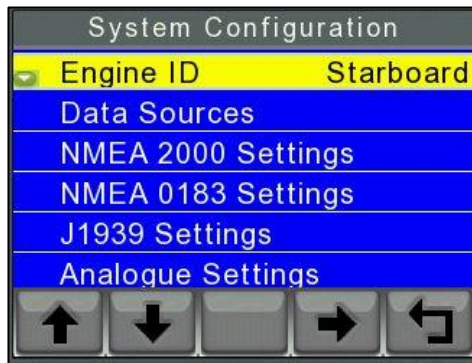 System Configuration
Engine ID Starboard
Data Sources
NMEA 2000 Settings
NMEA 0183 Settings
J1939 Settings
Analogue Settings